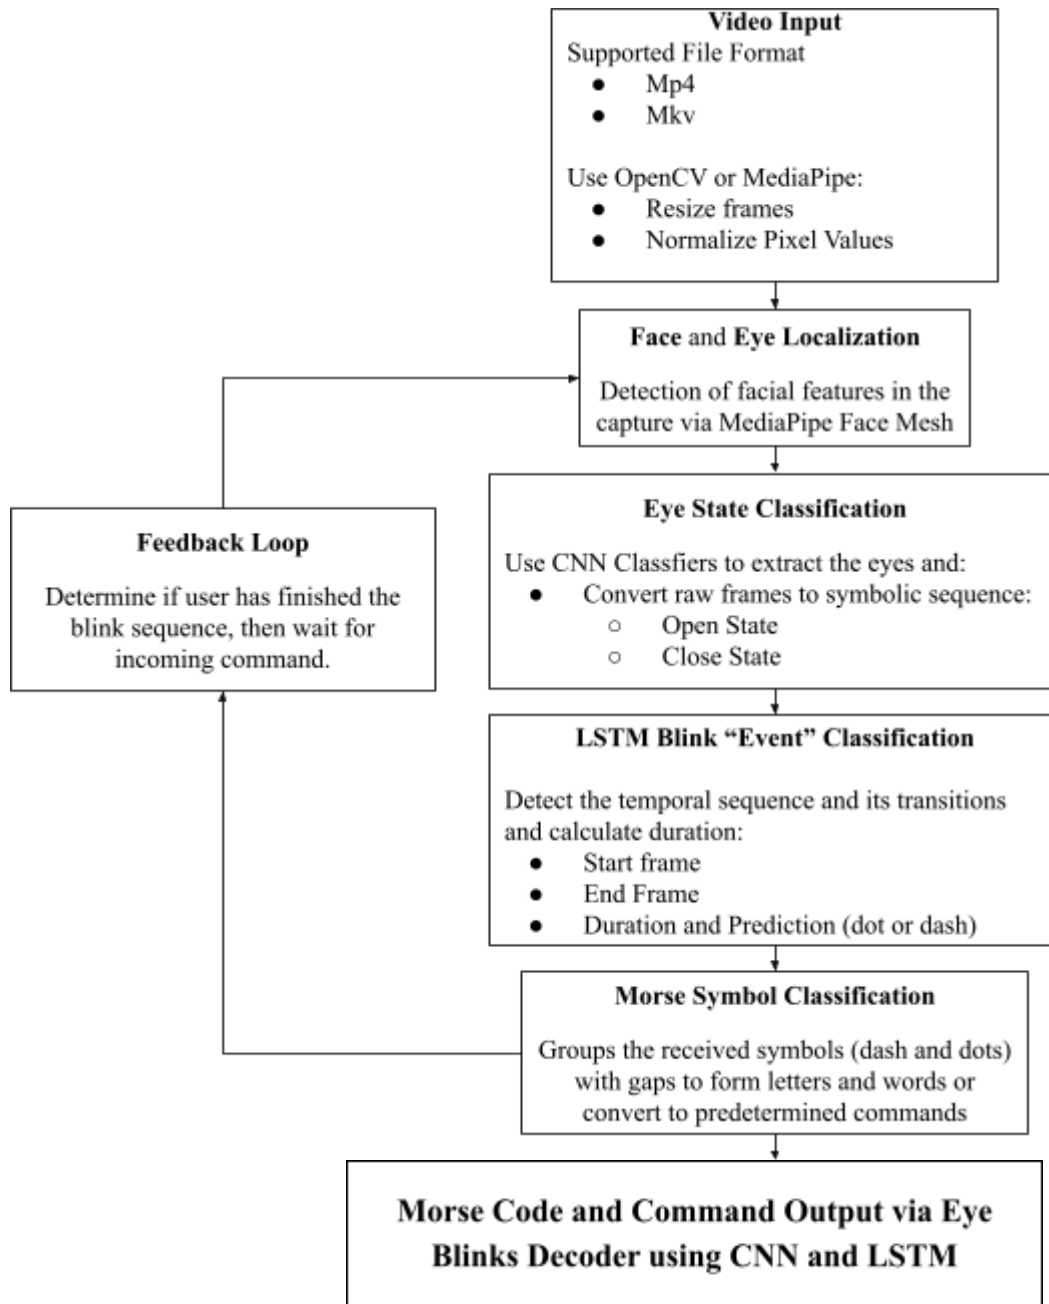 Video Input
Supported File Format
● Mp4
● Mkv
Use OpenCV or MediaPipe:
● Resize frames
● Normalize Pixel Values
Face and Eye Localization
Detection of facial features in the
capture via MediaPipe Face Mesh
Eye State Classification
Use CNN Classfiers to extract the eyes and:
● Convert raw frames to symbolic sequence:
○ Open State
○ Close State
Feedback Loop
Determine if user has finished the
blink sequence, then wait for
incoming command.
LSTM Blink “Event” Classification
Detect the temporal sequence and its transitions
and calculate duration:
● Start frame
● End Frame
● Duration and Prediction (dot or dash)
Morse Symbol Classification
Groups the received symbols (dash and dots)
with gaps to form letters and words or
convert to predetermined commands
Morse Code and Command Output via Eye
Blinks Decoder using CNN and LSTM